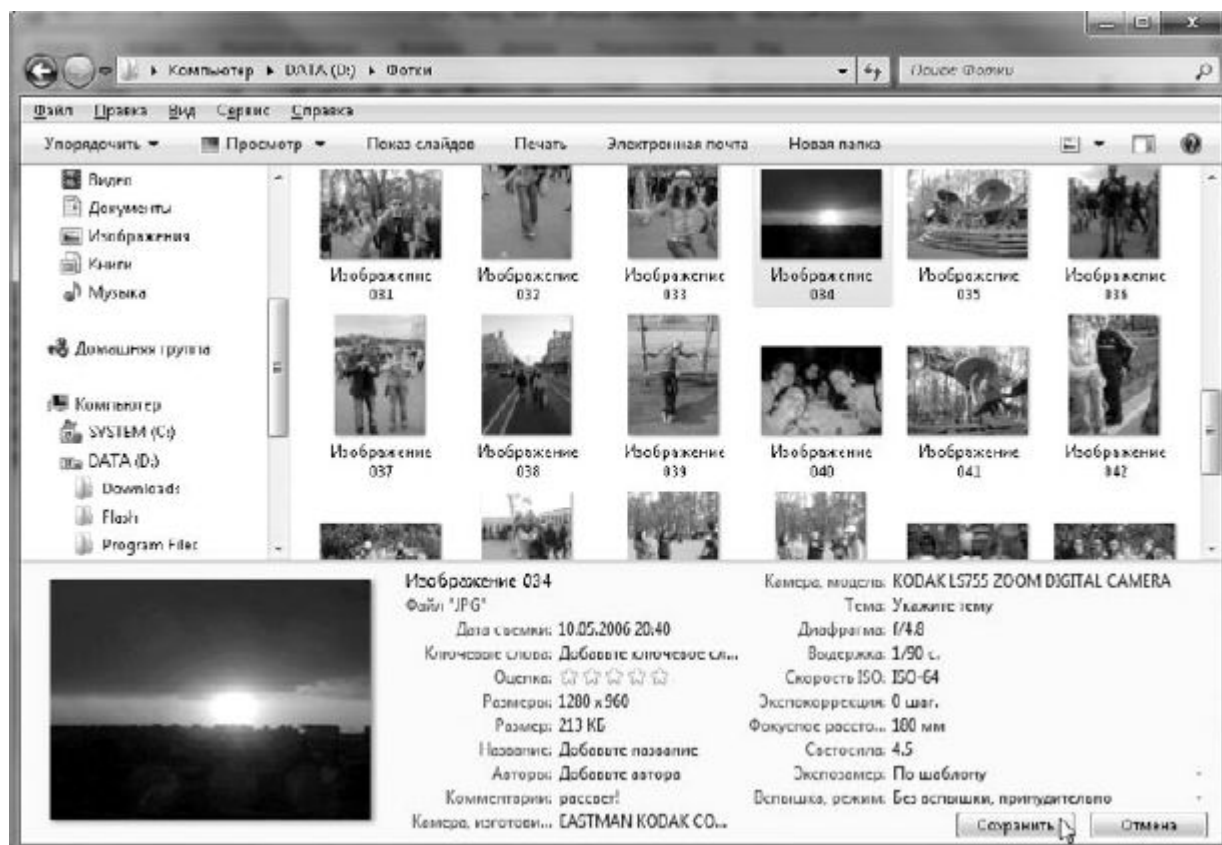 Компьютер ▸ DATA (D:) ▸ Фотки
Поиск: Фотки
Файл Правка Вид Сервис Справка
Упорядочить Просмотр Показ слайдов Печать Электронная почта Новая папка
Видео
Документы
Изображения
Книги
Музыка
Домашняя группа
Компьютер
SYSTEM (C:)
DATA (D:)
Downloads
Flash
Program Files
Изображение 031
Изображение 032
Изображение 033
Изображение 034
Изображение 035
Изображение 036
Изображение 037
Изображение 038
Изображение 039
Изображение 040
Изображение 041
Изображение 042
Изображение 034
Файл "JPG"
Дата съемки: 10.05.2006 20:40
Ключевые слова: Добавьте ключевое сл...
Оценка:
Размеры: 1280 x 960
Размер: 213 КБ
Название: Добавьте название
Авторы: Добавьте автора
Комментарии: рассвет!
Камера, изготови... EASTMAN KODAK CO...
Камера, модель: KODAK LS755 ZOOM DIGITAL CAMERA
Тема: Укажите тему
Диафрагма: f/4.8
Выдержка: 1/90 с.
Скорость ISO: ISO-64
Экспокоррекция: 0 шаг.
Фокусное рассто... 180 мм
Светосила: 4.5
Экспозамер: По шаблону
Вспышка, режим: Без вспышки, принудительно
Сохранить Отмена